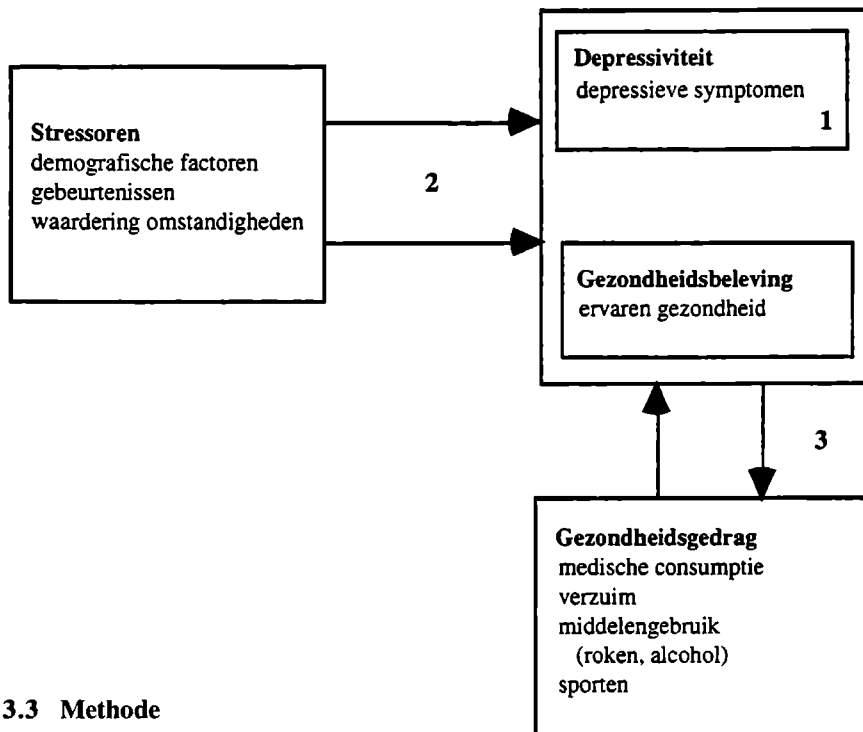 Depressiviteit
depressieve symptomen
1
Stressoren
demografische factoren
gebeurtenissen
waardering omstandigheden
2
Gezondheidsbeleving
ervaren gezondheid
3
Gezondheidsgedrag
medische consumptie
verzuim
middelengebruik
(roken, alcohol)
sporten
3.3 Methode